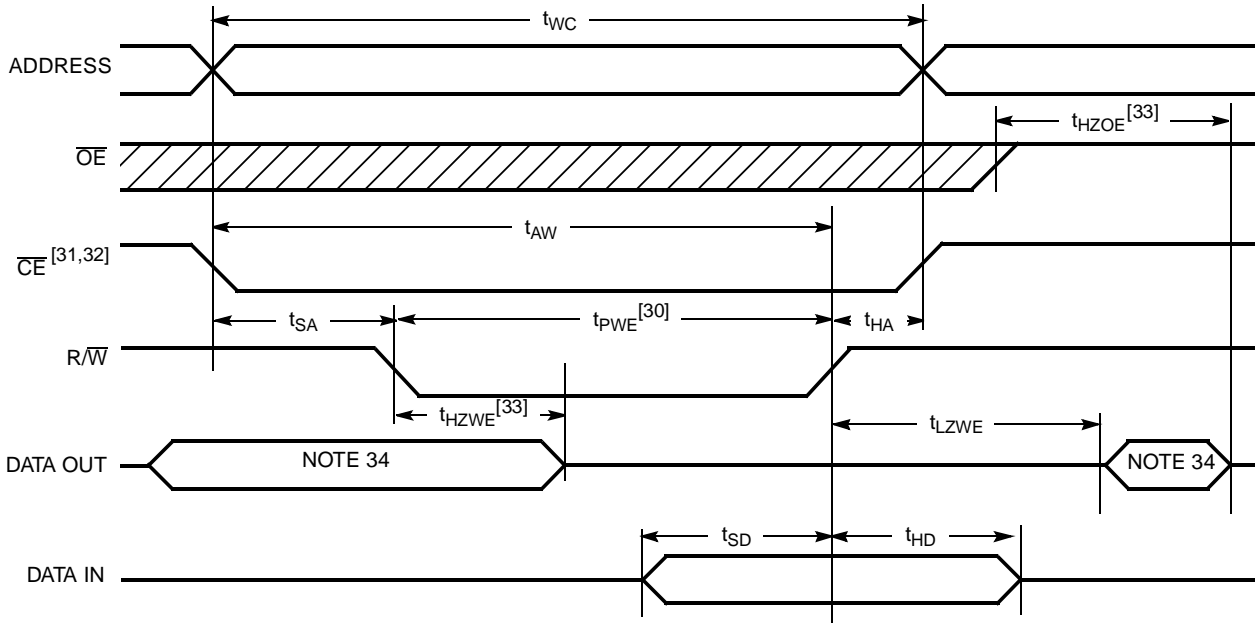 tWC
ADDRESS
tHZOE[33]
OE
tAW
CE [31,32]
tSA
tPWE[30]
tHA
R/W
tHZWE[33]
tLZWE
DATA OUT
NOTE 34
NOTE 34
tSD
tHD
DATA IN